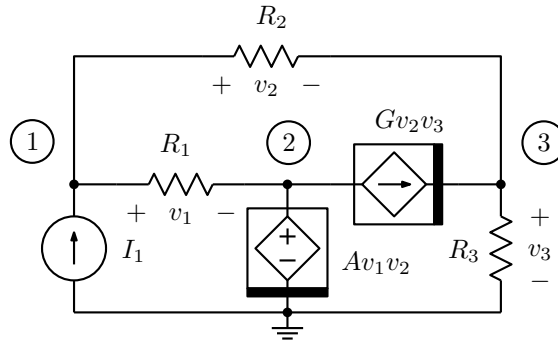 R₂
+ v₂ −
1
R₁
2
Gv₂v₃
3
+ v₁ −
I₁
+
−
Av₁v₂
R₃
+
v₃
−